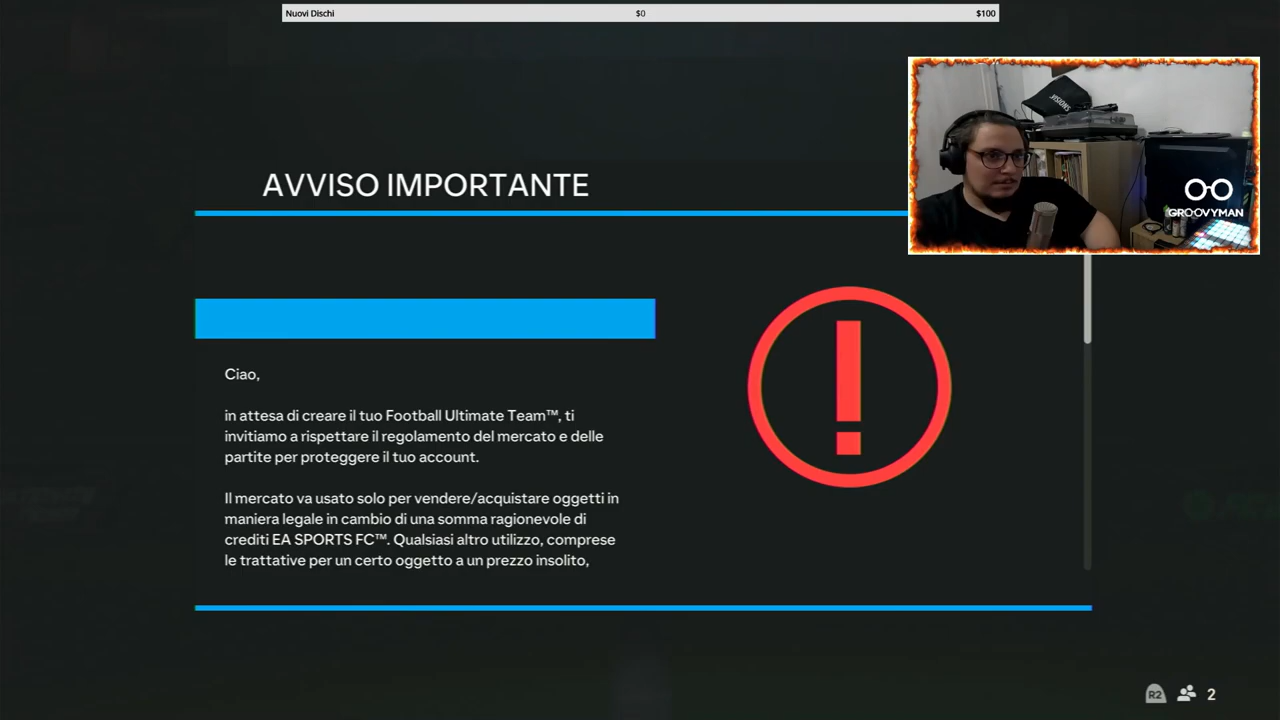 Nuovi Dischi $0 $100
VISIONS
GROOVYMAN
AVVISO IMPORTANTE
Ciao,
in attesa di creare il tuo Football Ultimate Team™, ti
invitiamo a rispettare il regolamento del mercato e delle
partite per proteggere il tuo account.
Il mercato va usato solo per vendere/acquistare oggetti in
maniera legale in cambio di una somma ragionevole di
crediti EA SPORTS FC™. Qualsiasi altro utilizzo, comprese
le trattative per un certo oggetto a un prezzo insolito,
R2 2